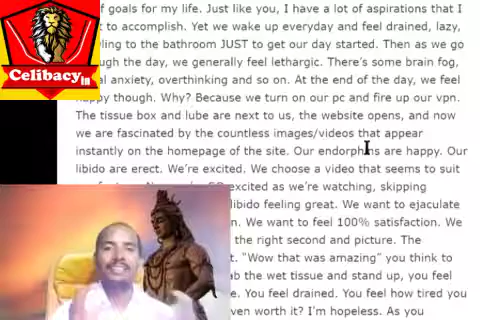 of goals for my life. Just like you, I have a lot of aspirations that I
to accomplish. Yet we wake up everyday and feel drained, lazy,
to the bathroom JUST to get our day started. Then as we go
the day, we generally feel lethargic. There's some brain fog,
anxiety, overthinking and so on. At the end of the day, we feel
happy though. Why? Because we turn on our pc and fire up our vpn.
The tissue box and lube are next to us, the website opens, and now
we are fascinated by the countless images/videos that appear
instantly on the homepage of the site. Our endorphins are happy. Our
libido are erect. We're excited. We choose a video that seems to suit
excited as we're watching, skipping
libido feeling great. We want to ejaculate
We want to feel 100% satisfaction. We
the right second and picture. The
"Wow that was amazing" you think to
the wet tissue and stand up, you feel
You feel drained. You feel how tired you
worth it? I'm hopeless. As you
Celibacy
in